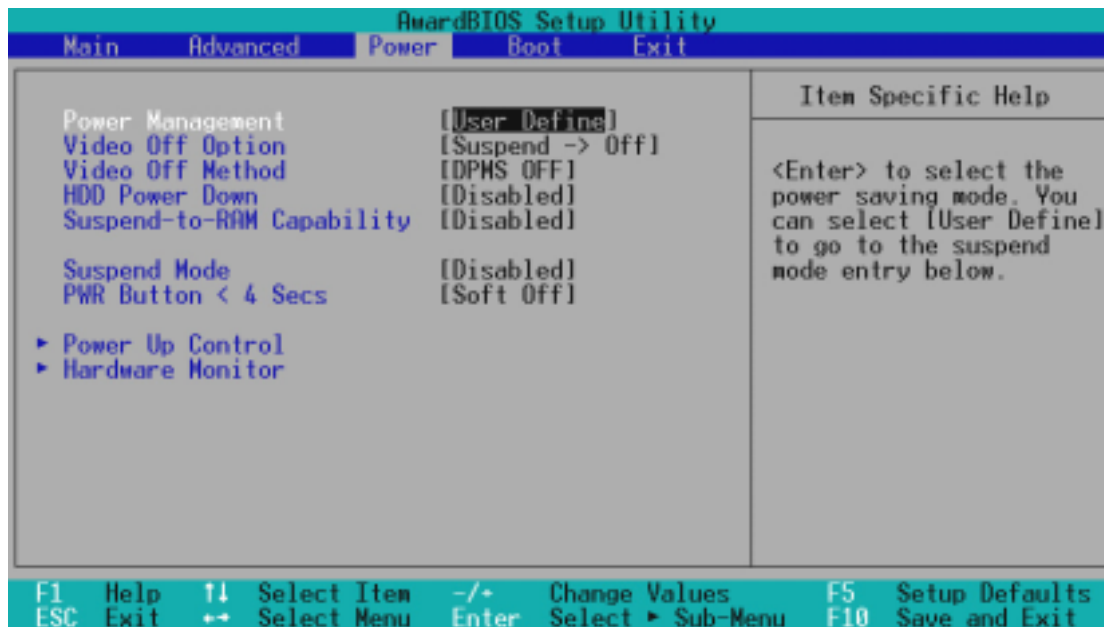 AwardBIOS Setup Utility
Main Advanced Power Boot Exit
Power Management [User Define]
Video Off Option [Suspend -> Off]
Video Off Method [DPMS OFF]
HDD Power Down [Disabled]
Suspend-to-RAM Capability [Disabled]
Suspend Mode [Disabled]
PWR Button < 4 Secs [Soft Off]
▸ Power Up Control
▸ Hardware Monitor
Item Specific Help
<Enter> to select the
power saving mode. You
can select [User Define]
to go to the suspend
mode entry below.
F1 Help ↑↓ Select Item -/+ Change Values F5 Setup Defaults
ESC Exit ←→ Select Menu Enter Select ▸ Sub-Menu F10 Save and Exit